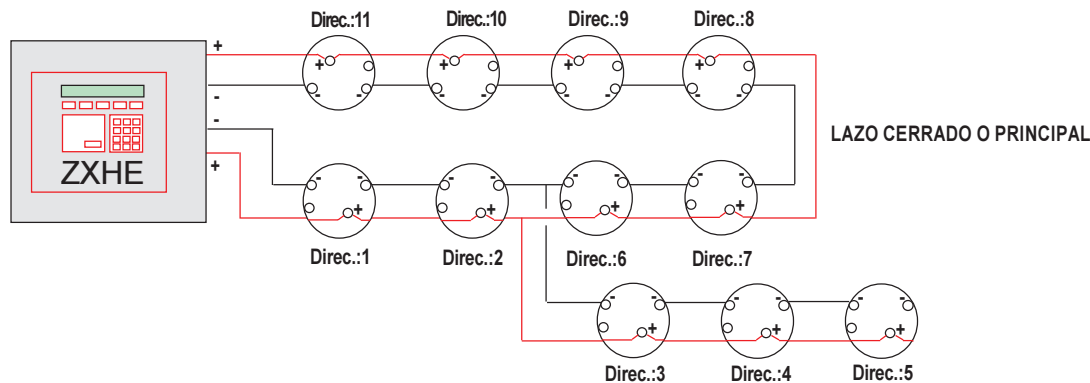 Direc.:11 Direc.:10 Direc.:9 Direc.:8
+
+ + + +
-
- - - - - - - -
-
LAZO CERRADO O PRINCIPAL
ZXHE
+
- - - - - - - -
+ + + +
Direc.:1 Direc.:2 Direc.:6 Direc.:7
- - - - - -
+ + +
Direc.:3 Direc.:4 Direc.:5